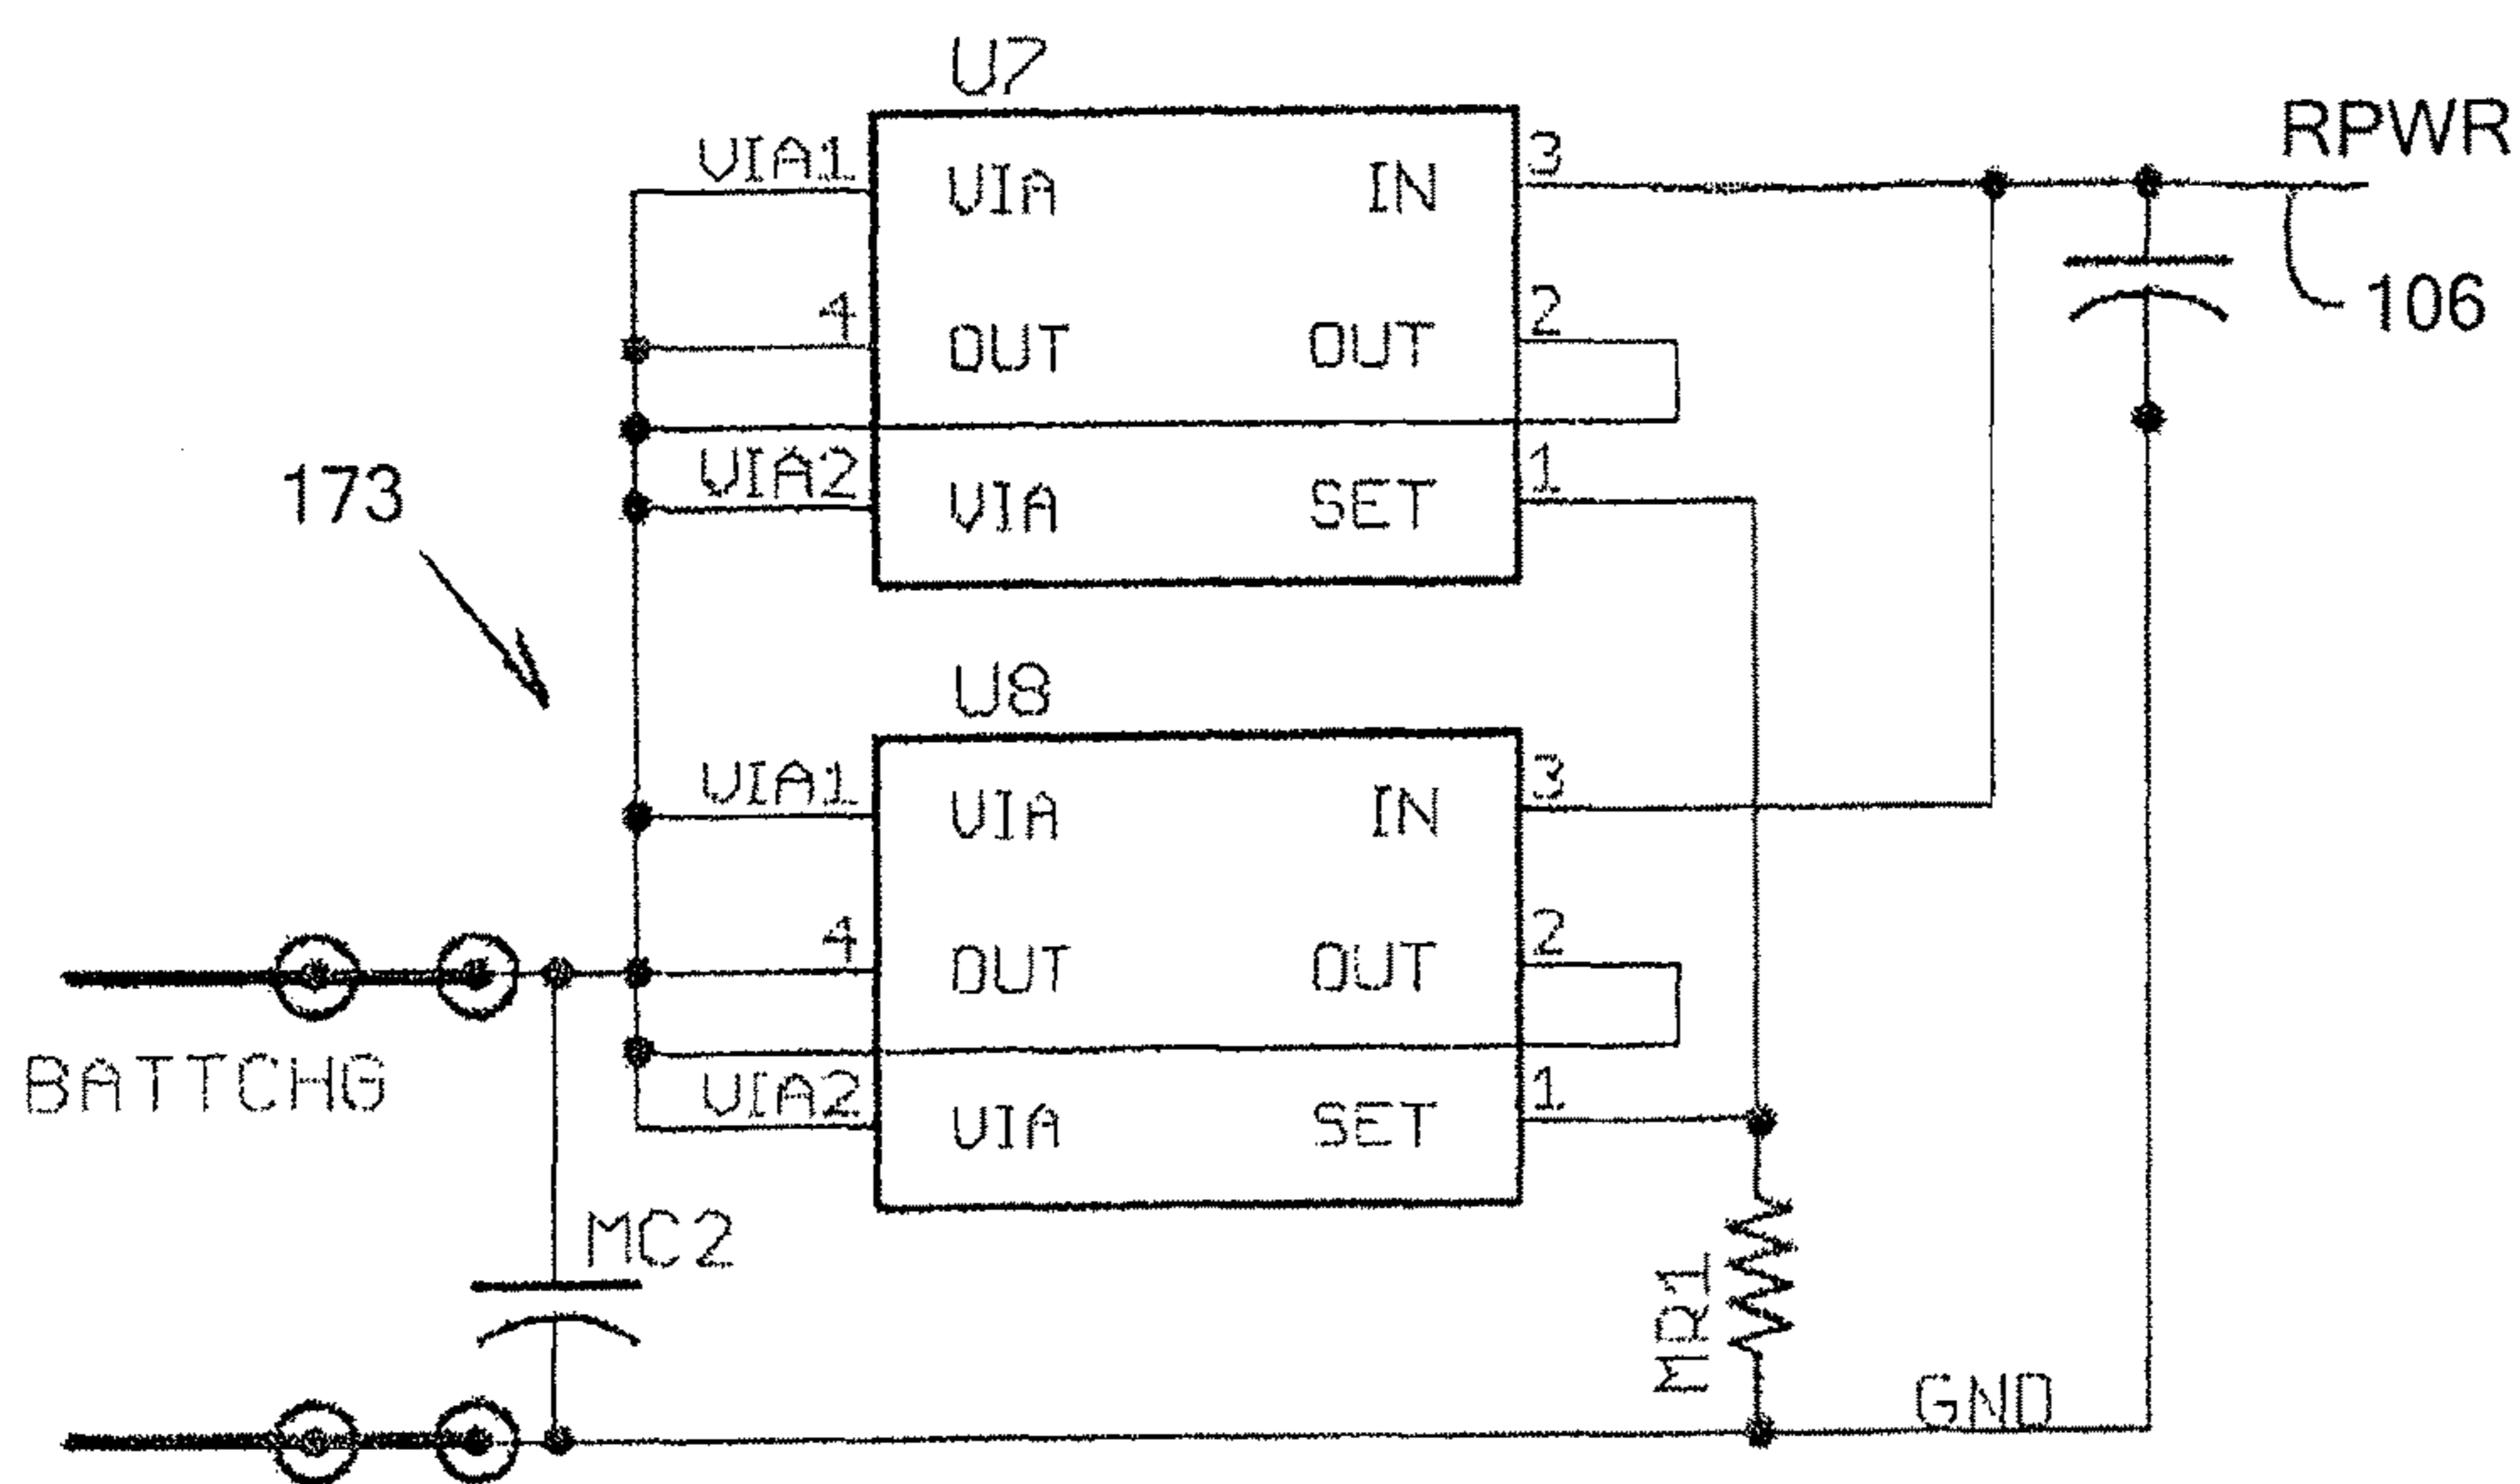 U7
RPWR
VIA1 VIA IN 3
4 OUT OUT 2
106
VIA2 VIA SET 1
173
U8
VIA1 VIA IN 3
4 OUT OUT 2
BATTCHG
VIA2 VIA SET 1
MC2
MR1
GND